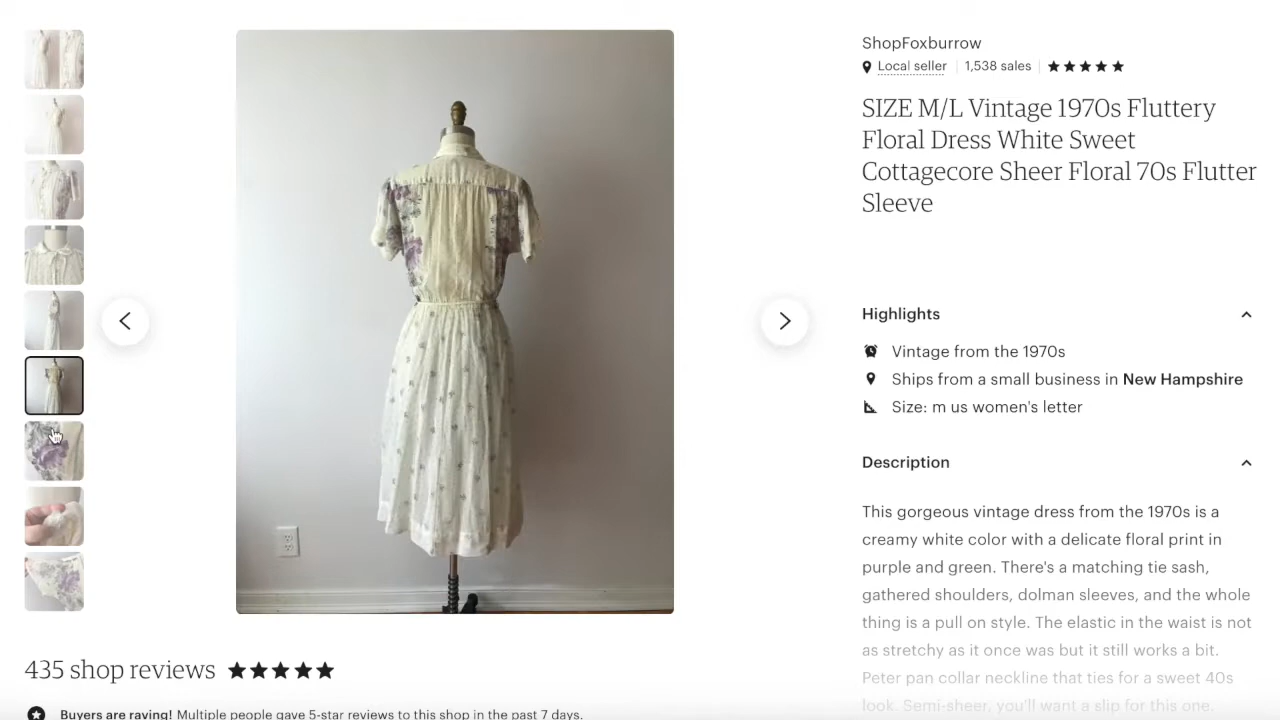 ShopFoxburrow
Local seller 1,538 sales
SIZE M/L Vintage 1970s Fluttery
Floral Dress White Sweet
Cottagecore Sheer Floral 70s Flutter
Sleeve
Highlights
Vintage from the 1970s
Ships from a small business in New Hampshire
Size: m us women's letter
Description
This gorgeous vintage dress from the 1970s is a
creamy white color with a delicate floral print in
purple and green. There's a matching tie sash,
gathered shoulders, dolman sleeves, and the whole
thing is a pull on style. The elastic in the waist is not
as stretchy as it once was but it still works a bit.
Peter pan collar neckline that ties for a sweet 40s
look. Semi-sheer, you'll want a slip for this one.
435 shop reviews
Buyers are raving! Multiple people gave 5-star reviews to this shop in the past 7 days.